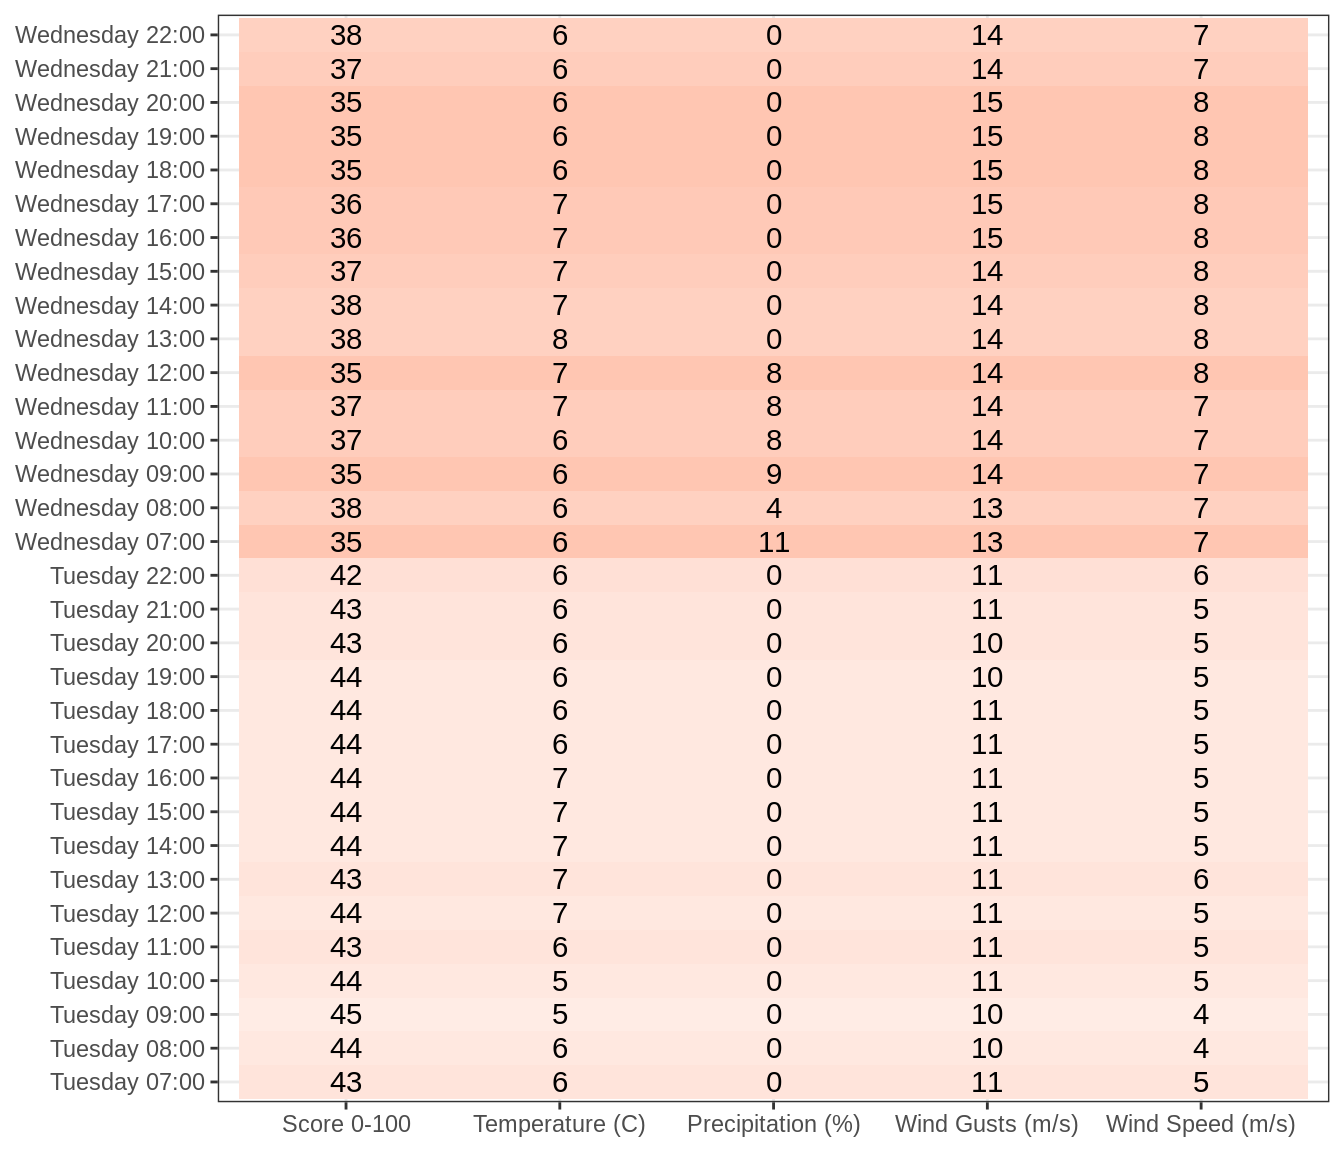 Wednesday 22:00 38 6 0 14 7
Wednesday 21:00 37 6 0 14 7
Wednesday 20:00 35 6 0 15 8
Wednesday 19:00 35 6 0 15 8
Wednesday 18:00 35 6 0 15 8
Wednesday 17:00 36 7 0 15 8
Wednesday 16:00 36 7 0 15 8
Wednesday 15:00 37 7 0 14 8
Wednesday 14:00 38 7 0 14 8
Wednesday 13:00 38 8 0 14 8
Wednesday 12:00 35 7 8 14 8
Wednesday 11:00 37 7 8 14 7
Wednesday 10:00 37 6 8 14 7
Wednesday 09:00 35 6 9 14 7
Wednesday 08:00 38 6 4 13 7
Wednesday 07:00 35 6 11 13 7
Tuesday 22:00 42 6 0 11 6
Tuesday 21:00 43 6 0 11 5
Tuesday 20:00 43 6 0 10 5
Tuesday 19:00 44 6 0 10 5
Tuesday 18:00 44 6 0 11 5
Tuesday 17:00 44 6 0 11 5
Tuesday 16:00 44 7 0 11 5
Tuesday 15:00 44 7 0 11 5
Tuesday 14:00 44 7 0 11 5
Tuesday 13:00 43 7 0 11 6
Tuesday 12:00 44 7 0 11 5
Tuesday 11:00 43 6 0 11 5
Tuesday 10:00 44 5 0 11 5
Tuesday 09:00 45 5 0 10 4
Tuesday 08:00 44 6 0 10 4
Tuesday 07:00 43 6 0 11 5
Score 0-100 Temperature (C) Precipitation (%) Wind Gusts (m/s) Wind Speed (m/s)